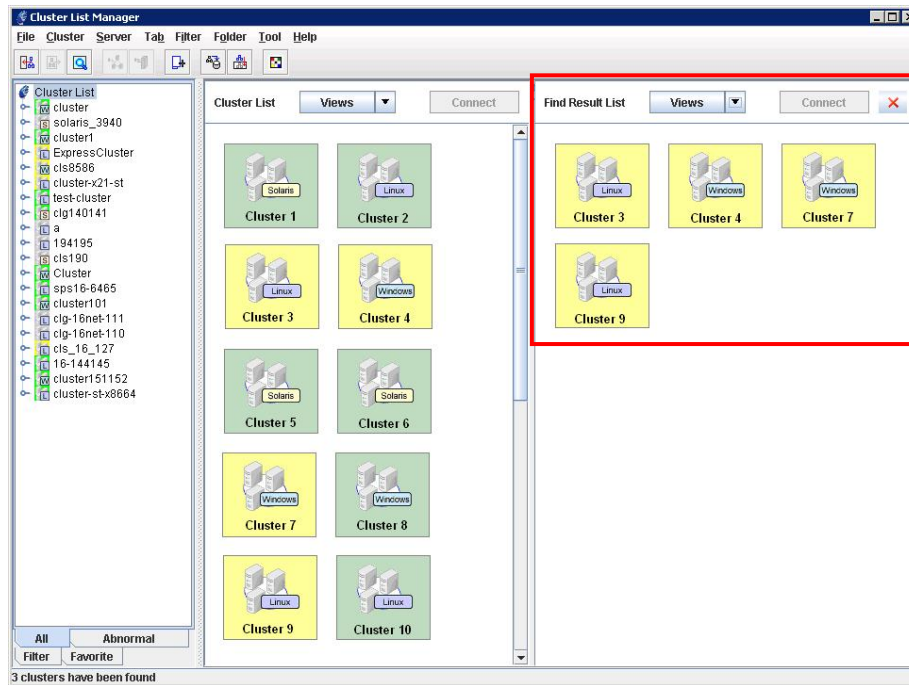 Cluster List Manager
File Cluster Server Tab Filter Folder Tool Help
Cluster List
cluster
solaris_3940
cluster1
ExpressCluster
cls8586
cluster-x21-st
test-cluster
clg140141
a
194195
cls190
Cluster
sps16-6465
cluster101
clg-16net-111
clg-16net-110
cls_16_127
16-144145
cluster151152
cluster-st-x8664
All Abnormal
Filter Favorite
Cluster List Views Connect
Solaris Linux
Cluster 1 Cluster 2
Linux Windows
Cluster 3 Cluster 4
Solaris Solaris
Cluster 5 Cluster 6
Windows Windows
Cluster 7 Cluster 8
Linux Linux
Cluster 9 Cluster 10
Find Result List Views Connect
Linux Windows Windows
Cluster 3 Cluster 4 Cluster 7
Linux
Cluster 9
3 clusters have been found